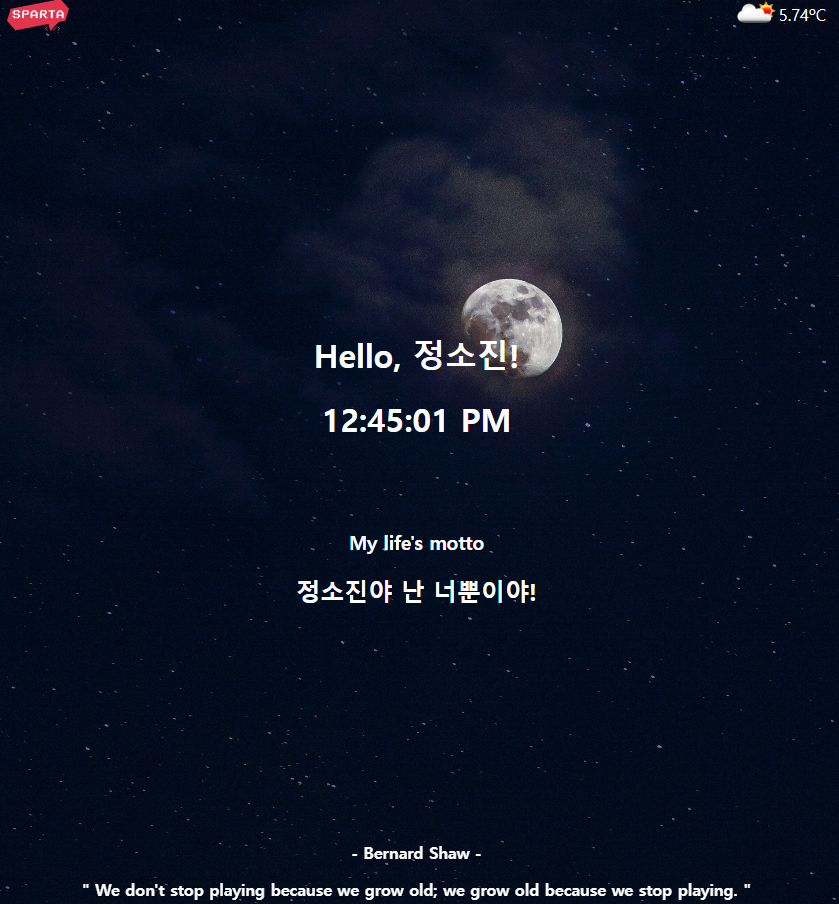 SPARTA
5.74ºC
Hello, 정소진!
12:45:01 PM
My life's motto
정소진야 난 너뿐이야!
- Bernard Shaw -
" We don't stop playing because we grow old; we grow old because we stop playing. "